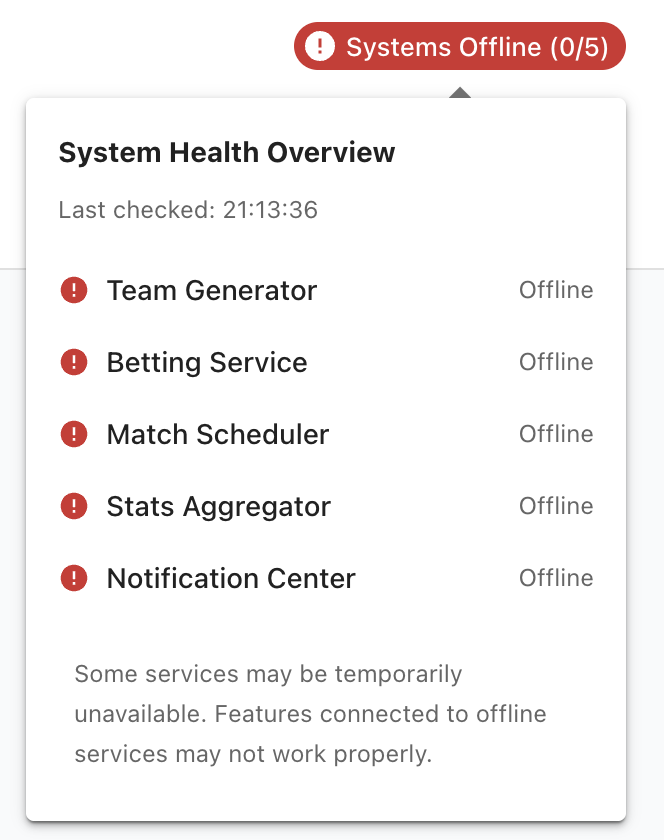 Systems Offline (0/5)
System Health Overview
Last checked: 21:13:36
Team Generator Offline
Betting Service Offline
Match Scheduler Offline
Stats Aggregator Offline
Notification Center Offline
Some services may be temporarily
unavailable. Features connected to offline
services may not work properly.